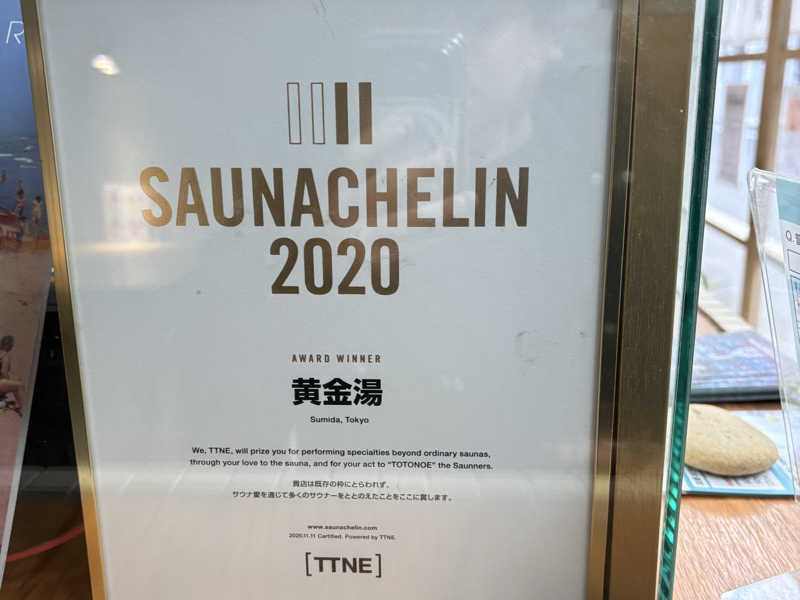 R
SAUNACHELIN
2020
AWARD WINNER
黄金湯
Sumida, Tokyo
We, TTNE, will prize you for performing specialties beyond ordinary saunas,
through your love to the sauna, and for your act to "TOTONOE" the Saunners.
貴店は既存の枠にとらわれず、
サウナ愛を通じて多くのサウナーをととのえたことをここに賞します。
www.saunachelin.com
2020.11.11 Certified. Powered by TTNE.
[TTNE]
Q.